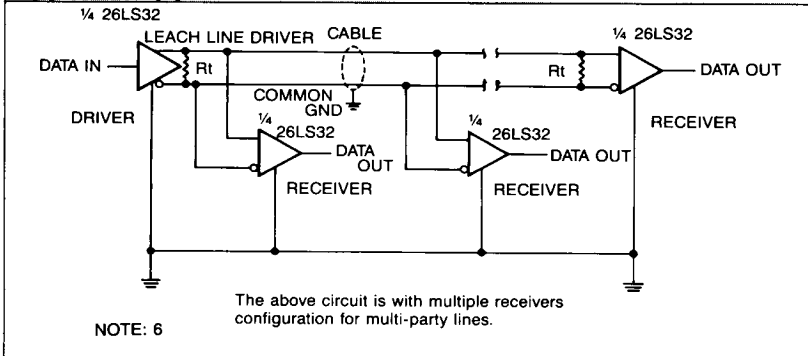 ¼ 26LS32
LEACH LINE DRIVER
CABLE
¼ 26LS32
DATA IN
Rt
Rt
DATA OUT
COMMON
GND
DRIVER
RECEIVER
¼
26LS32
DATA
OUT
RECEIVER
¼
26LS32
DATA OUT
RECEIVER
The above circuit is with multiple receivers
configuration for multi-party lines.
NOTE: 6